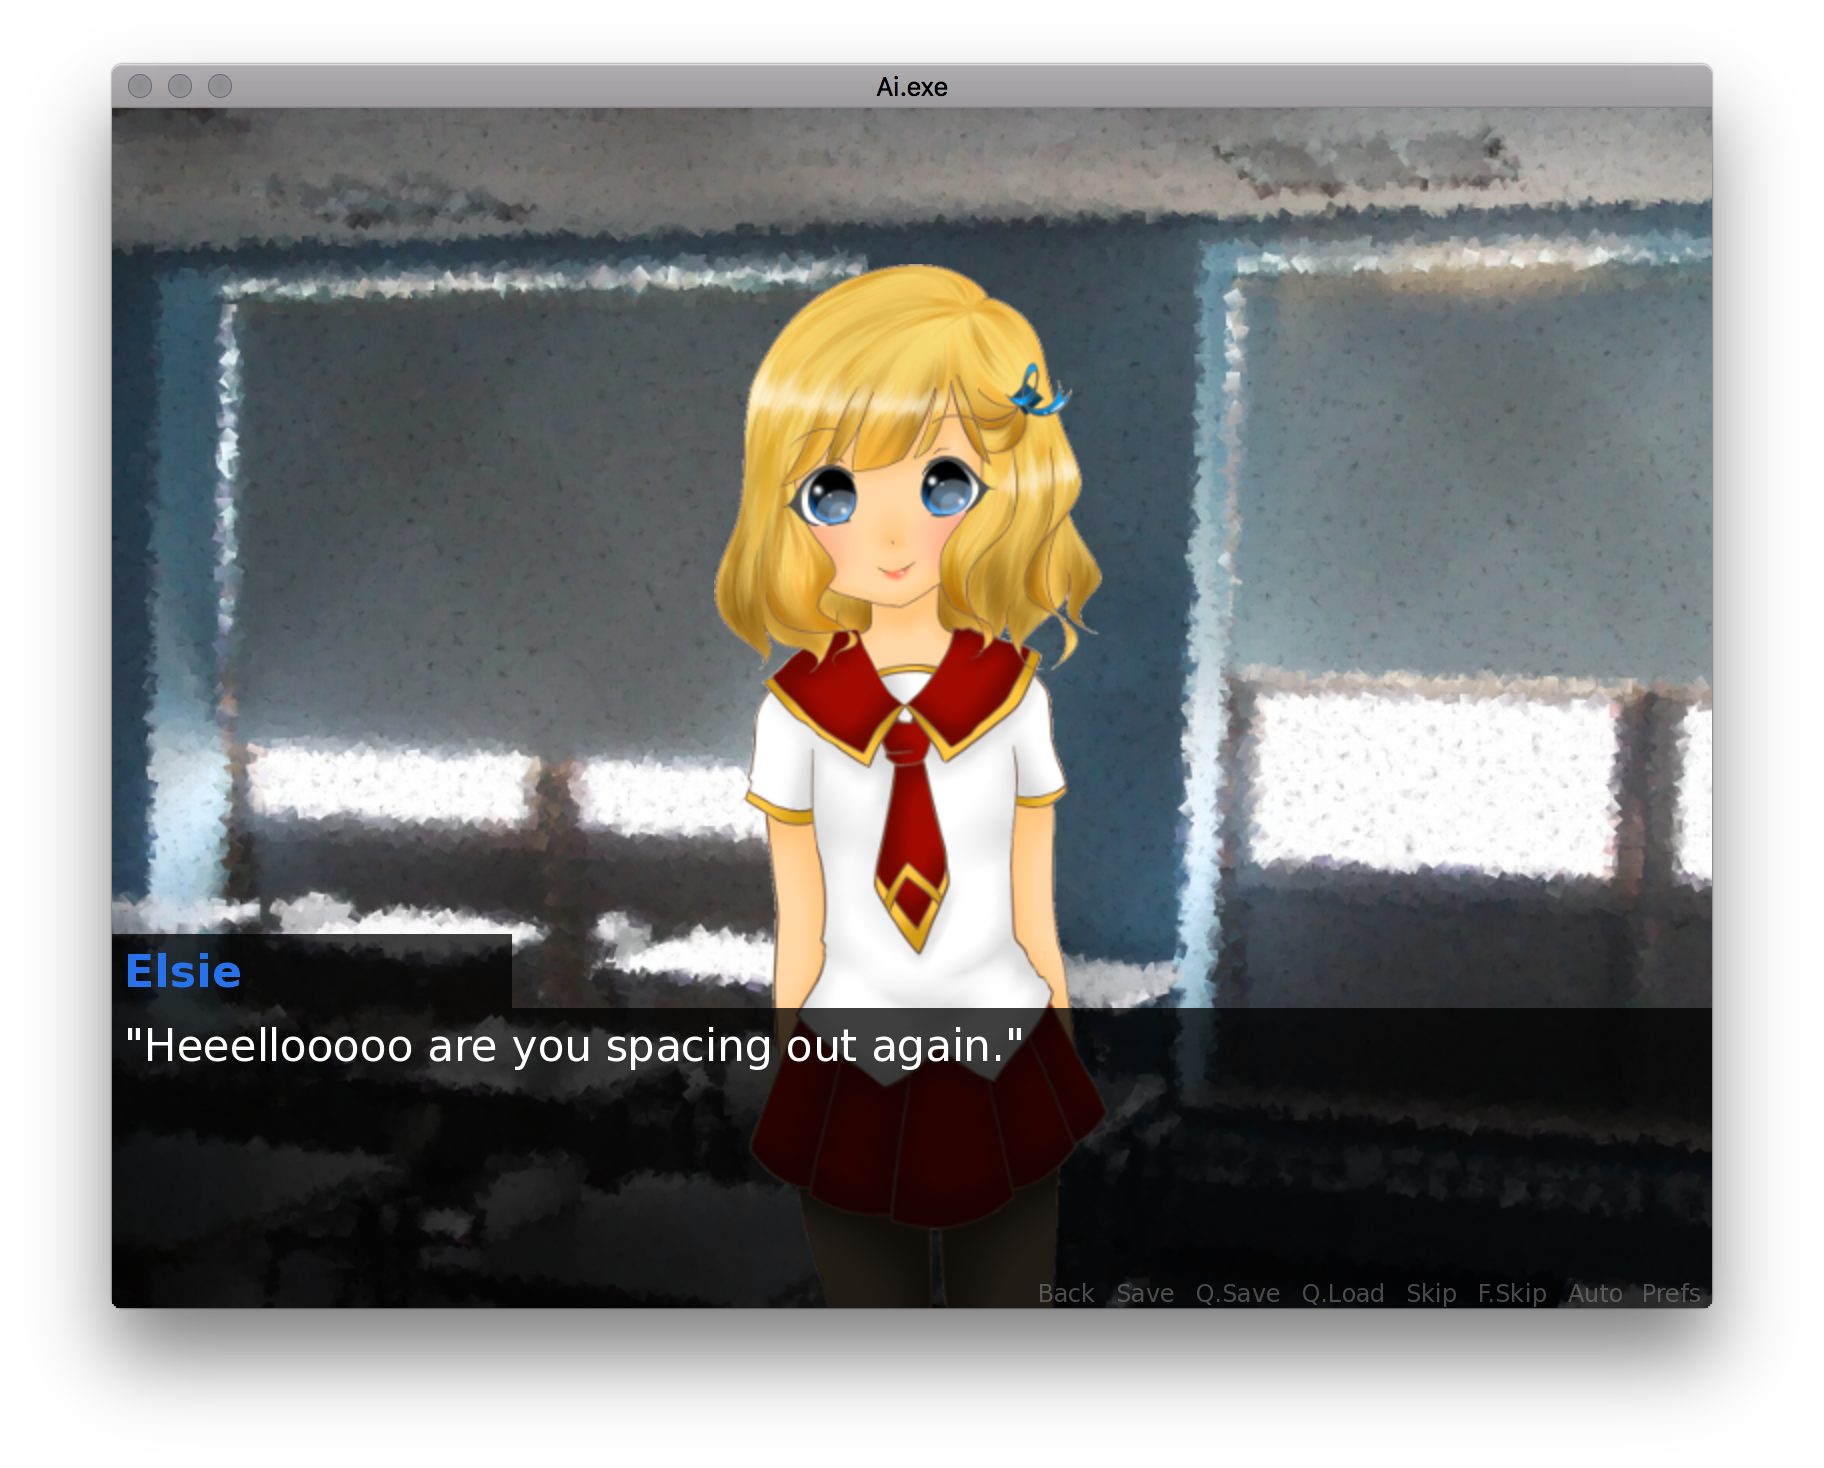 Ai.exe
Elsie
"Heeellooooo are you spacing out again."
Back Save Q.Save Q.Load Skip F.Skip Auto Prefs